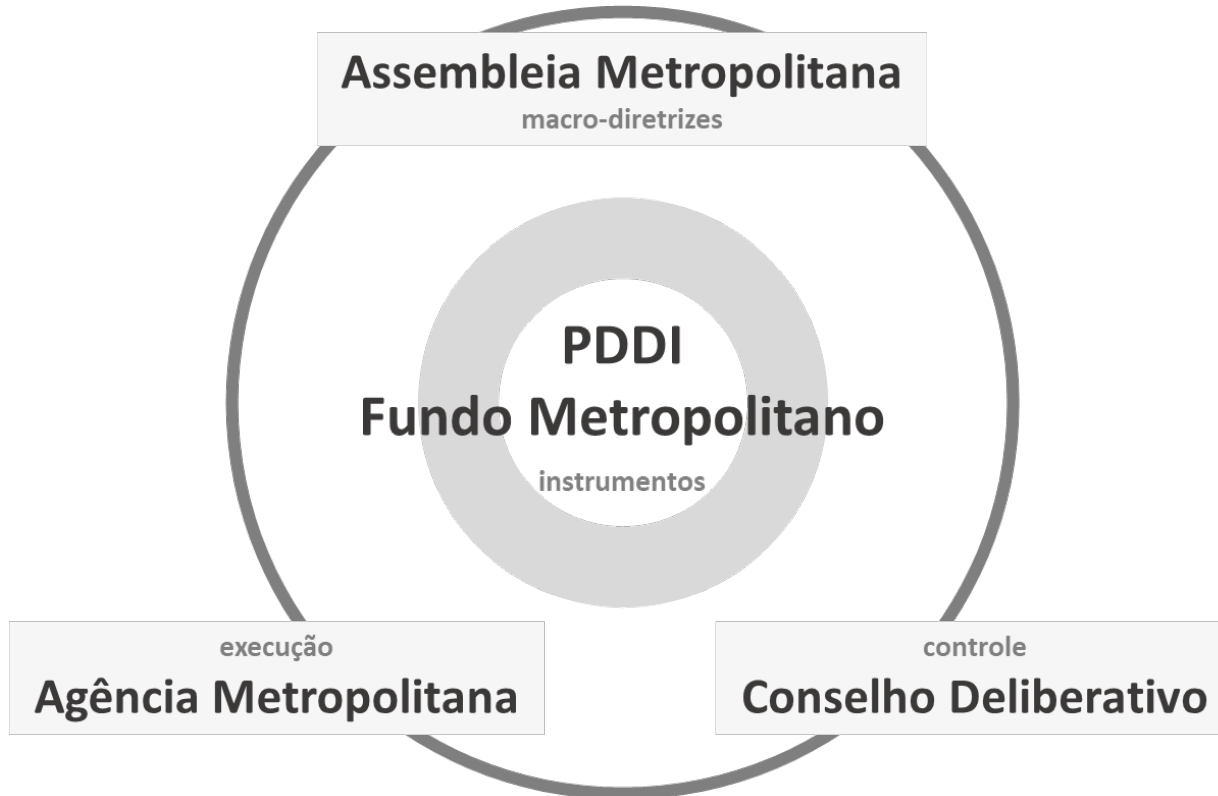 Assembleia Metropolitana
macro-diretrizes
PDDI
Fundo Metropolitano
instrumentos
execução
Agência Metropolitana
controle
Conselho Deliberativo